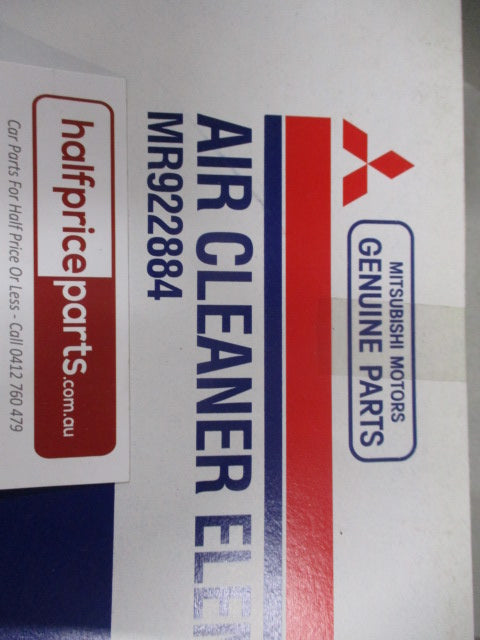 MITSUBISHI MOTORS
GENUINE PARTS
AIR CLEANER
MR922884
halfpriceparts.com.au
Car Parts For Half Price Or Less - Call 0412 760 479